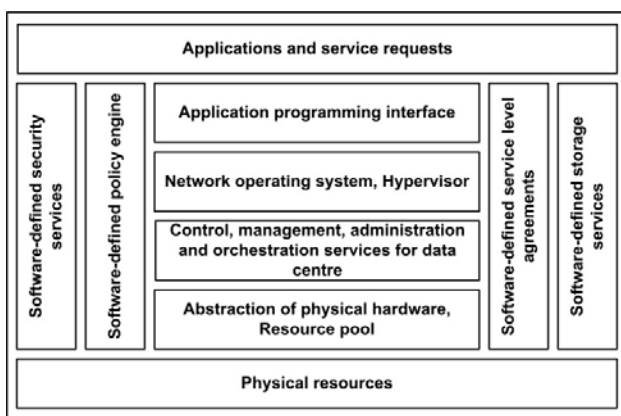 Applications and service requests
Software-defined security
services
Software-defined policy engine
Application programming interface
Network operating system, Hypervisor
Control, management, administration
and orchestration services for data
centre
Abstraction of physical hardware,
Resource pool
Software-defined service level
agreements
Software-defined storage
services
Physical resources